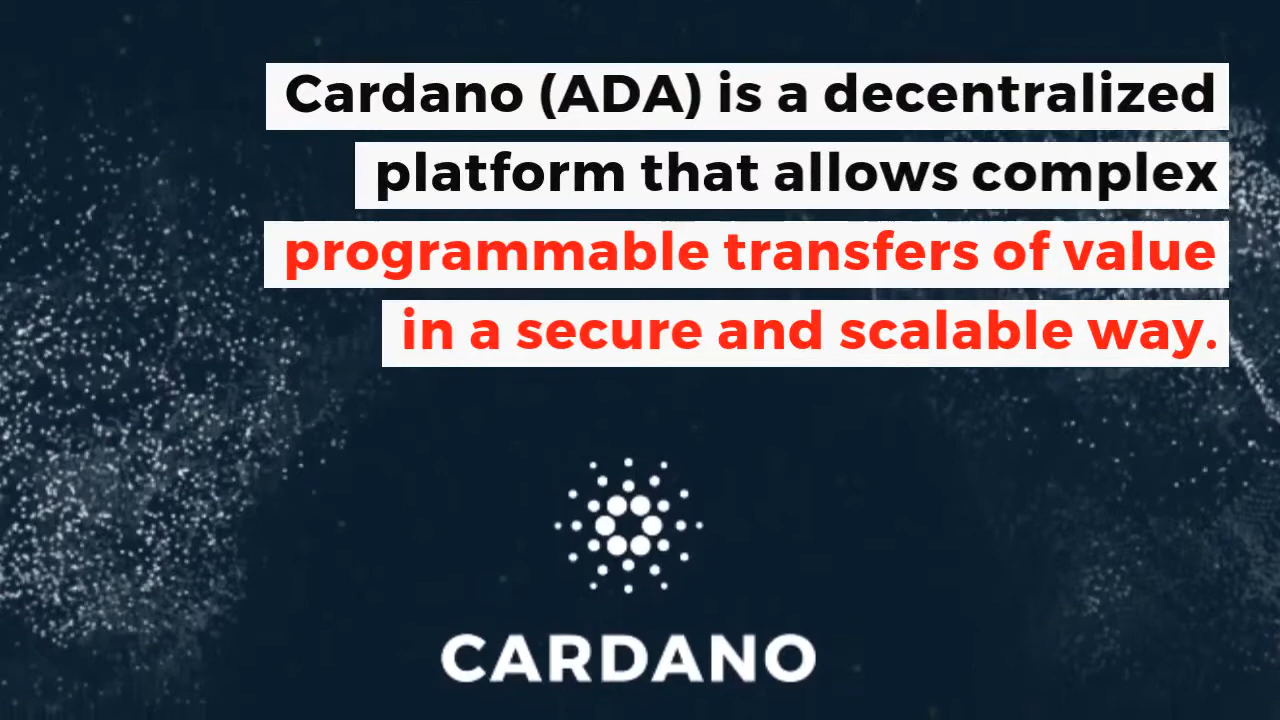 Cardano (ADA) is a decentralized
platform that allows complex
programmable transfers of value
in a secure and scalable way.
CARDANO